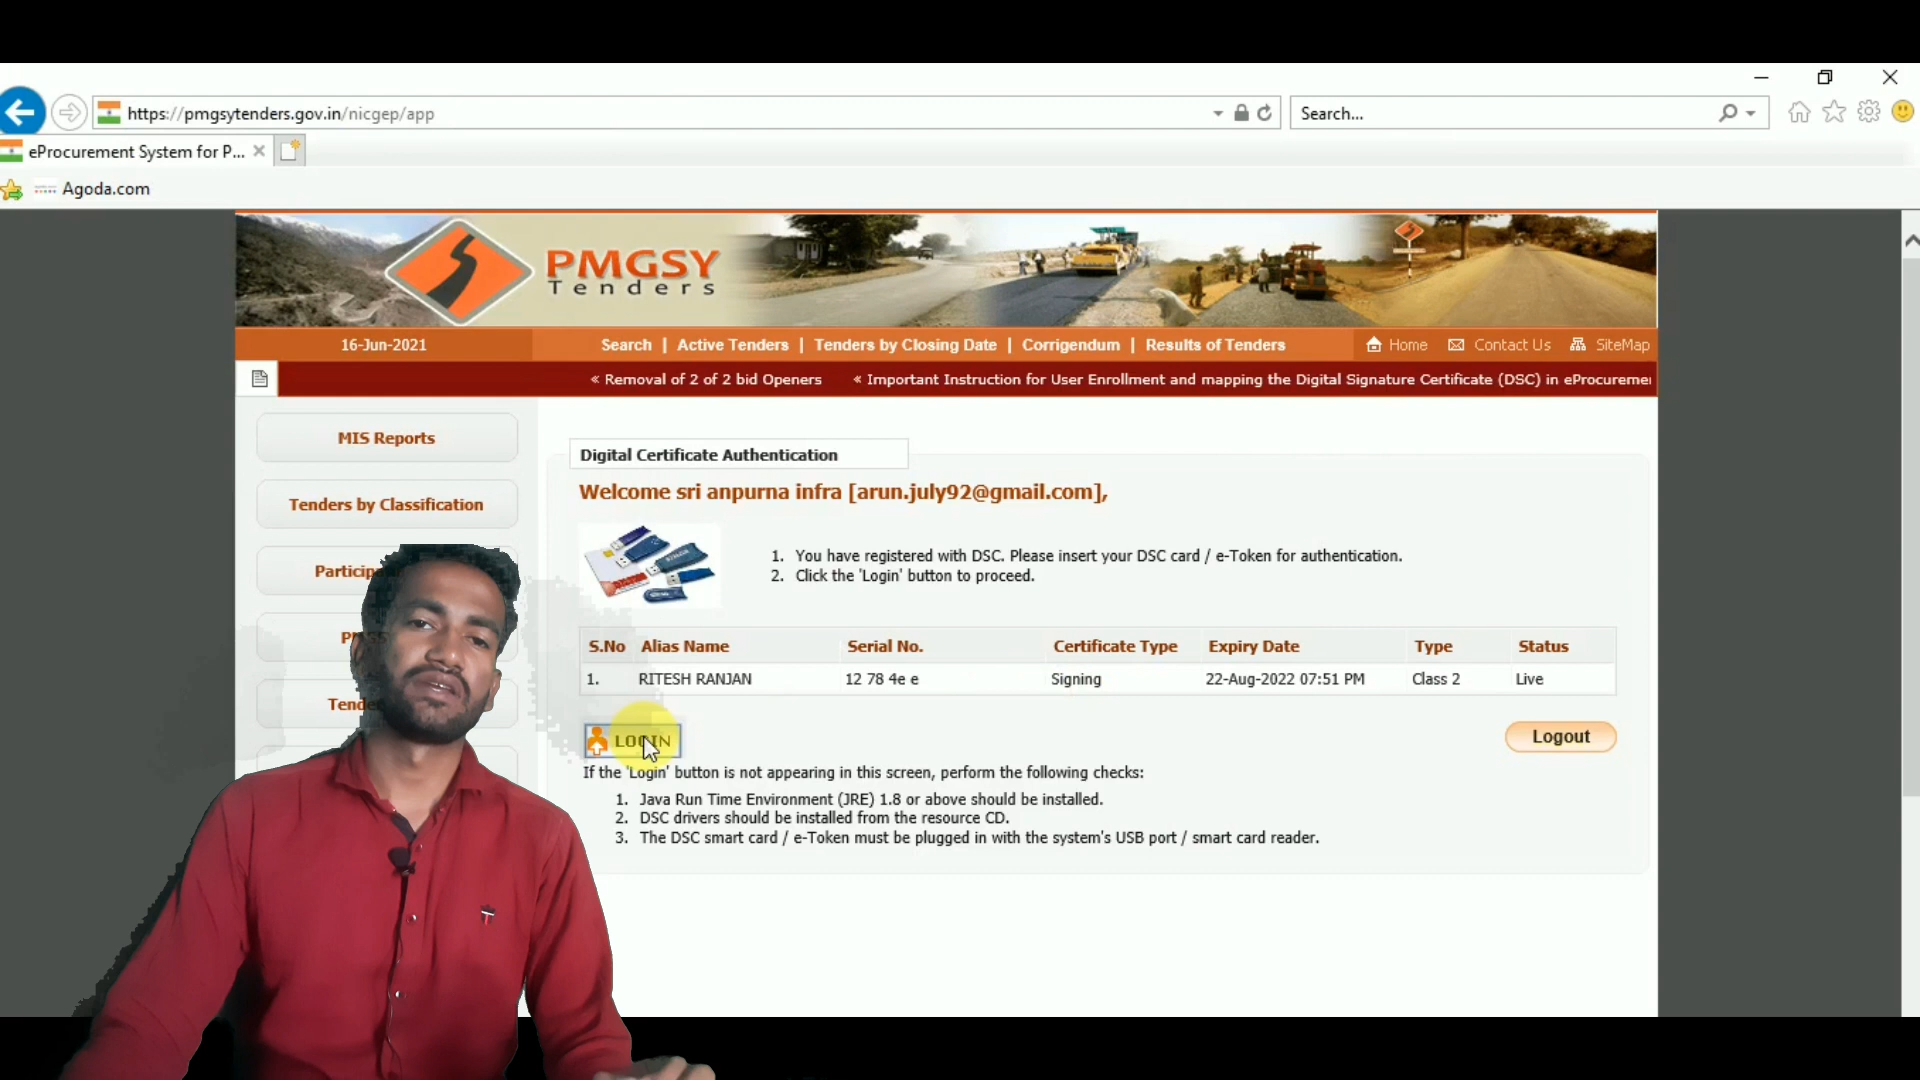 https://pmgsytenders.gov.in/nicgep/app
Search...
eProcurement System for P...
Agoda.com
PMGSY
Tenders
16-Jun-2021
Search | Active Tenders | Tenders by Closing Date | Corrigendum | Results of Tenders
Home
Contact Us
SiteMap
« Removal of 2 of 2 bid Openers
« Important Instruction for User Enrollment and mapping the Digital Signature Certificate (DSC) in eProcureme
MIS Reports
Tenders by Classification
Digital Certificate Authentication
Welcome sri anpurna infra [arun.july92@gmail.com],
1. You have registered with DSC. Please insert your DSC card / e-Token for authentication.
2. Click the 'Login' button to proceed.
S.No Alias Name Serial No. Certificate Type Expiry Date Type Status
1. RITESH RANJAN 12 78 4e e Signing 22-Aug-2022 07:51 PM Class 2 Live
LOGIN
Logout
If the 'Login' button is not appearing in this screen, perform the following checks:
1. Java Run Time Environment (JRE) 1.8 or above should be installed.
2. DSC drivers should be installed from the resource CD.
3. The DSC smart card / e-Token must be plugged in with the system's USB port / smart card reader.